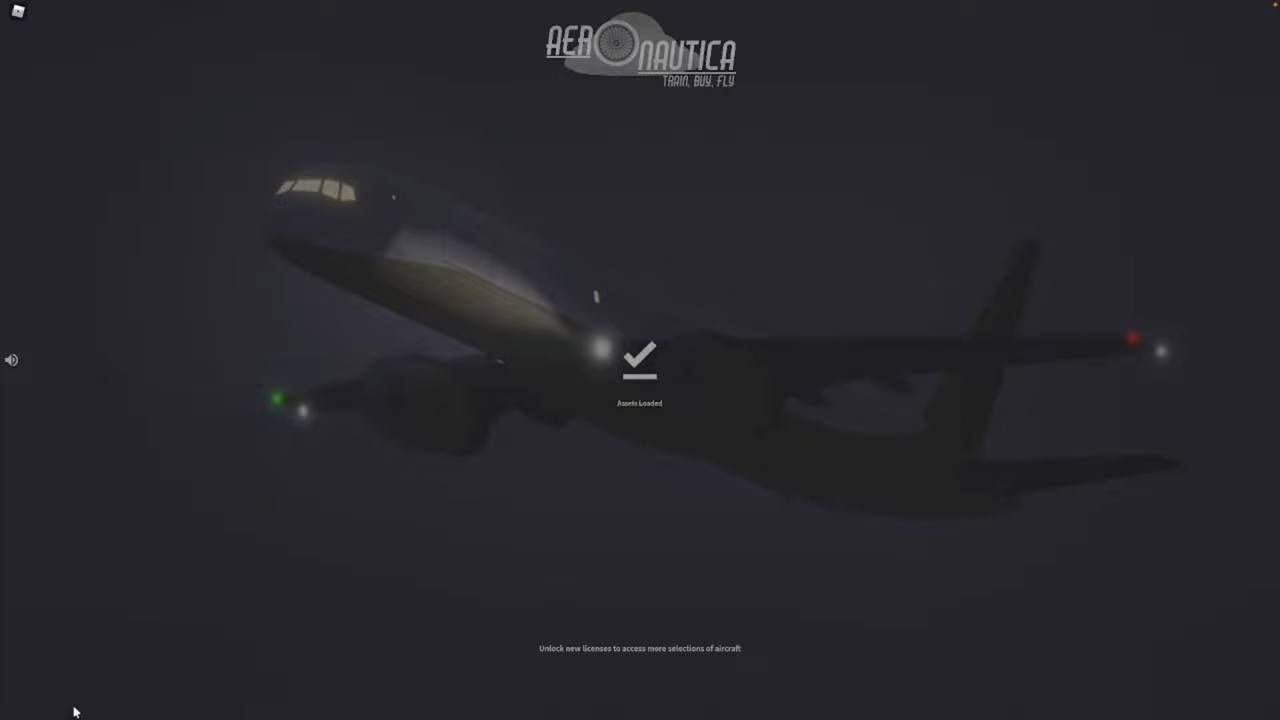 AERONAUTICA
TRAIN, BUY, FLY
Assets Loaded
Unlock new licenses to access more selections of aircraft